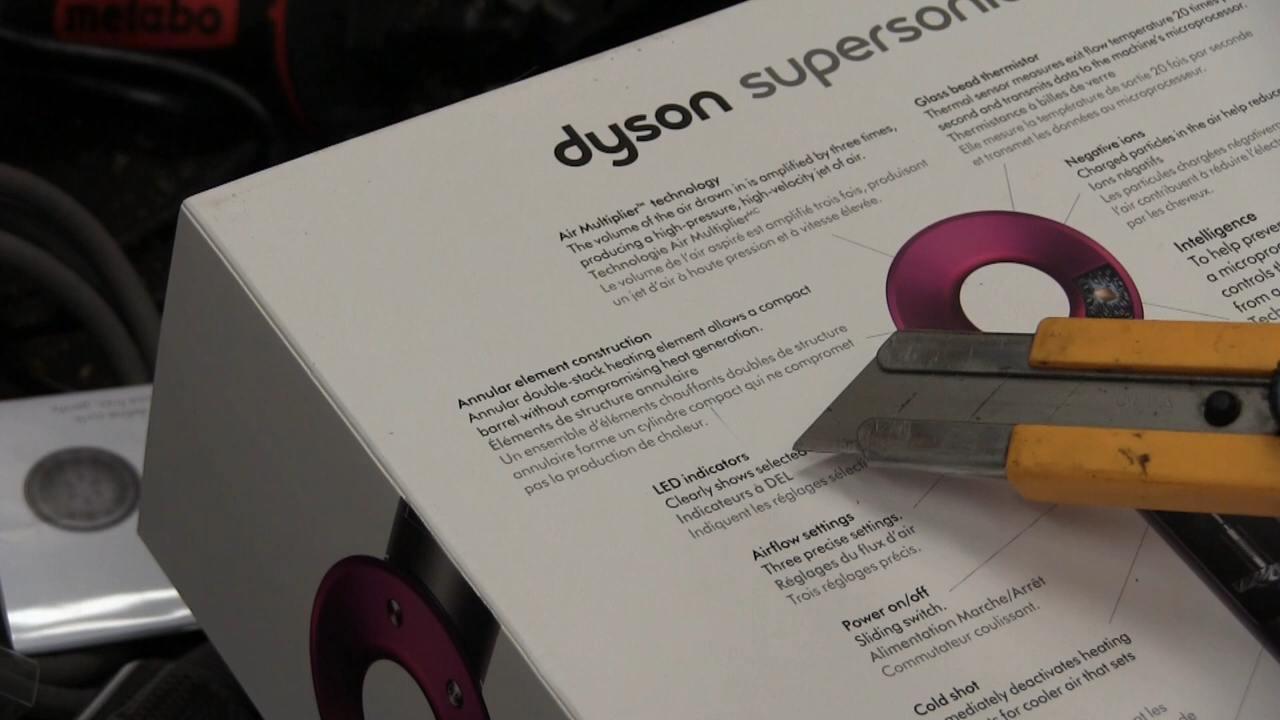 metabo
dyson supersonic
Glass bead thermistor
Thermal sensor measures exit flow temperature 20 times
second and transmits data to the machine's microprocessor.
Thermistance à billes de verre
Elle mesure la température de sortie 20 fois par seconde
et transmet les données au microprocesseur.
Negative ions
Charged particles in the air help
Ions négatifs
Les particules chargées
l'air contribuent à réduire
par les cheveux.
Intelligence
To help
a
controls
from a
Air Multiplier™ technology
The volume of the air drawn in is amplified by three times,
producing a high-pressure, high-velocity jet of air.
Technologie Air MultiplierMC
Le volume de l'air aspiré est amplifié trois fois, produisant
un jet d'air à haute pression et à vitesse élevée.
Annular element construction
Annular double-stack heating element allows a compact
barrel without compromising heat generation.
Éléments de structure annulaire
Un ensemble d'éléments chauffants doubles de structure
annulaire forme un cylindre compact qui ne compromet
pas la production de chaleur.
LED indicators
Clearly shows selected
Indicateurs à DEL
Indiquent les réglages
Airflow settings
Three precise settings.
Réglages du flux d'air
Trois réglages précis.
Power on/off
Sliding switch.
Alimentation Marche/Arrêt
Commutateur coulissant.
Cold shot
deactivates heating
for cooler air that sets